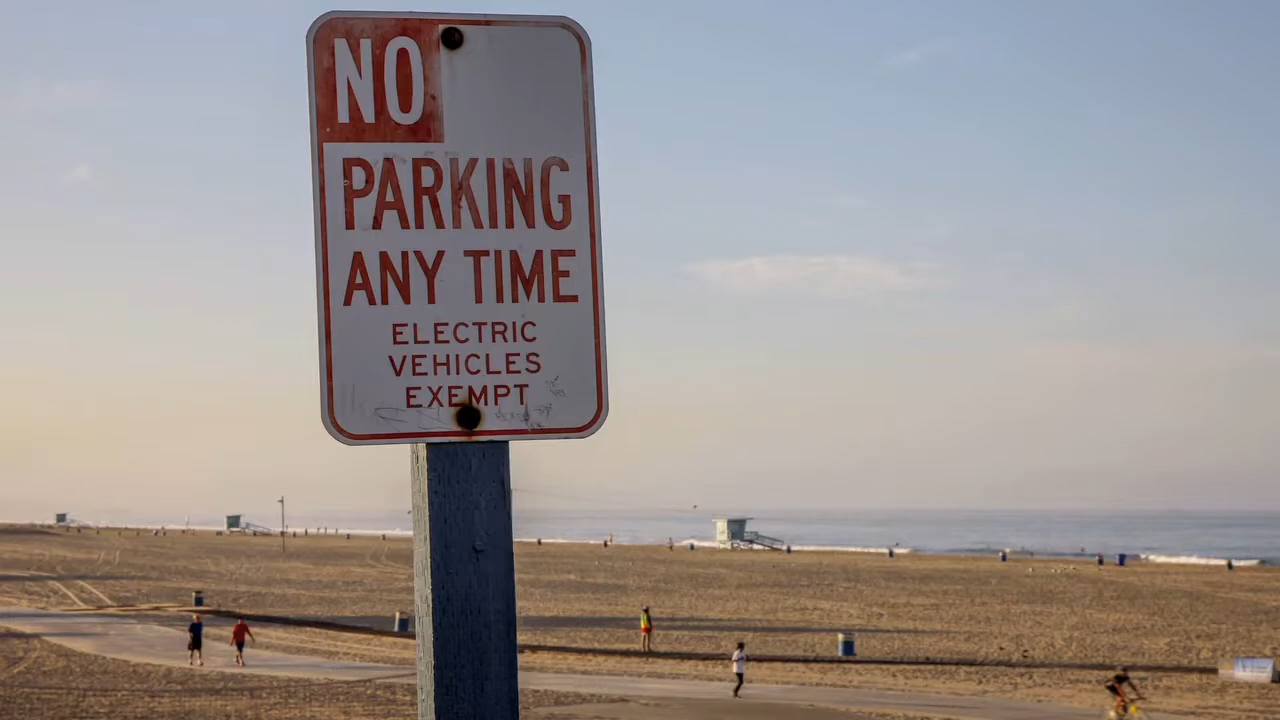 NO
PARKING
ANY TIME
ELECTRIC
VEHICLES
EXEMPT